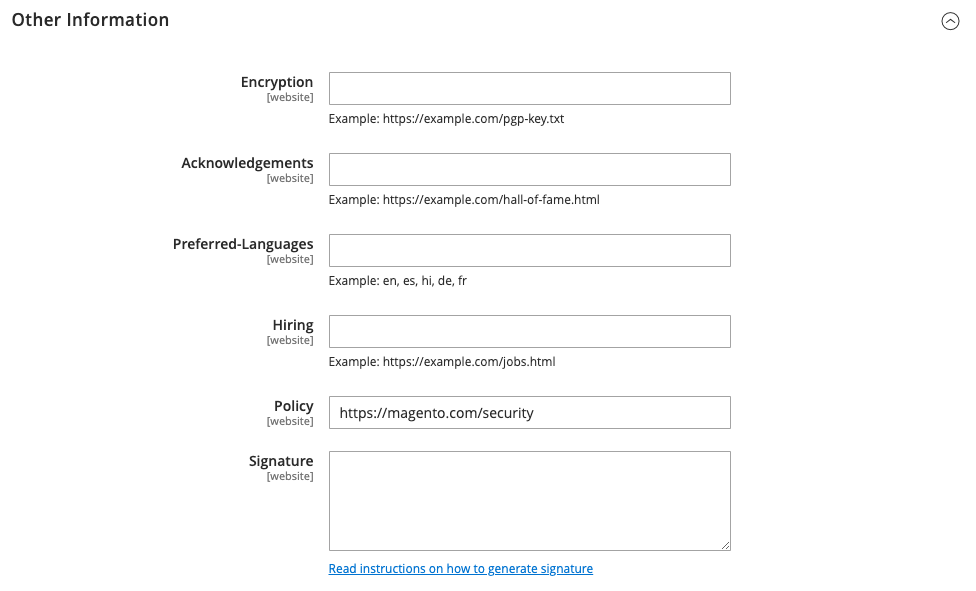 Other Information
Encryption
[website]
Example: https://example.com/pgp-key.txt
Acknowledgements
[website]
Example: https://example.com/hall-of-fame.html
Preferred-Languages
[website]
Example: en, es, hi, de, fr
Hiring
[website]
Example: https://example.com/jobs.html
Policy
[website]
https://magento.com/security
Signature
[website]
Read instructions on how to generate signature